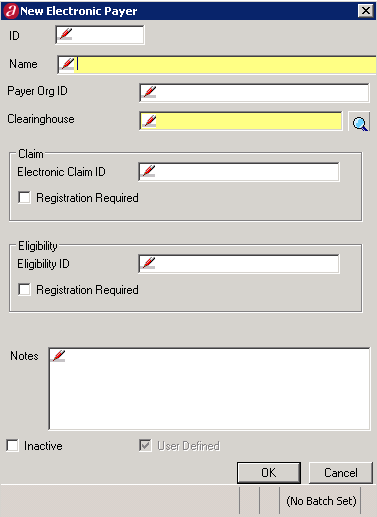 a New Electronic Payer
ID
Name
Payer Org ID
Clearinghouse
Claim
Electronic Claim ID
Registration Required
Eligibility
Eligibility ID
Registration Required
Notes
Inactive User Defined
OK Cancel
(No Batch Set)